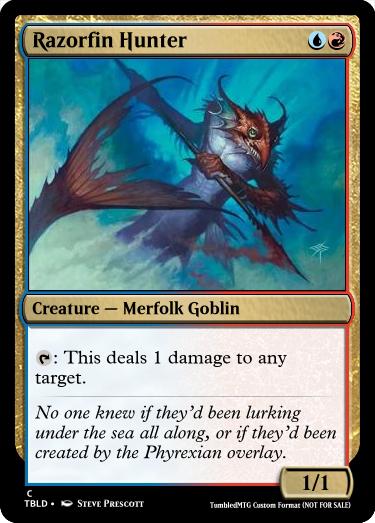 Razorfin Hunter
Creature — Merfolk Goblin
: This deals 1 damage to any
target.
No one knew if they'd been lurking
under the sea all along, or if they'd been
created by the Phyrexian overlay.
1/1
C
TBLD • Steve Prescott
TumbledMTG Custom Format (NOT FOR SALE)